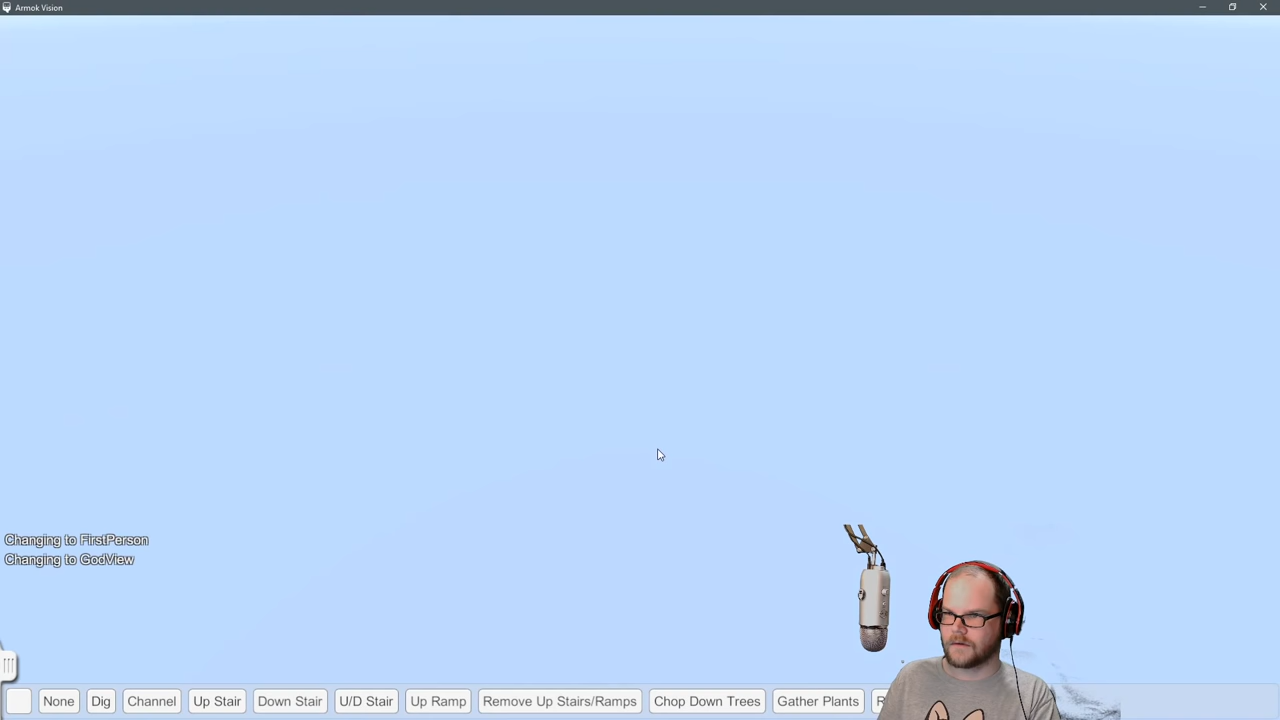 Armok Vision
Changing to FirstPerson
Changing to GodView
None Dig Channel Up Stair Down Stair U/D Stair Up Ramp Remove Up Stairs/Ramps Chop Down Trees Gather Plants